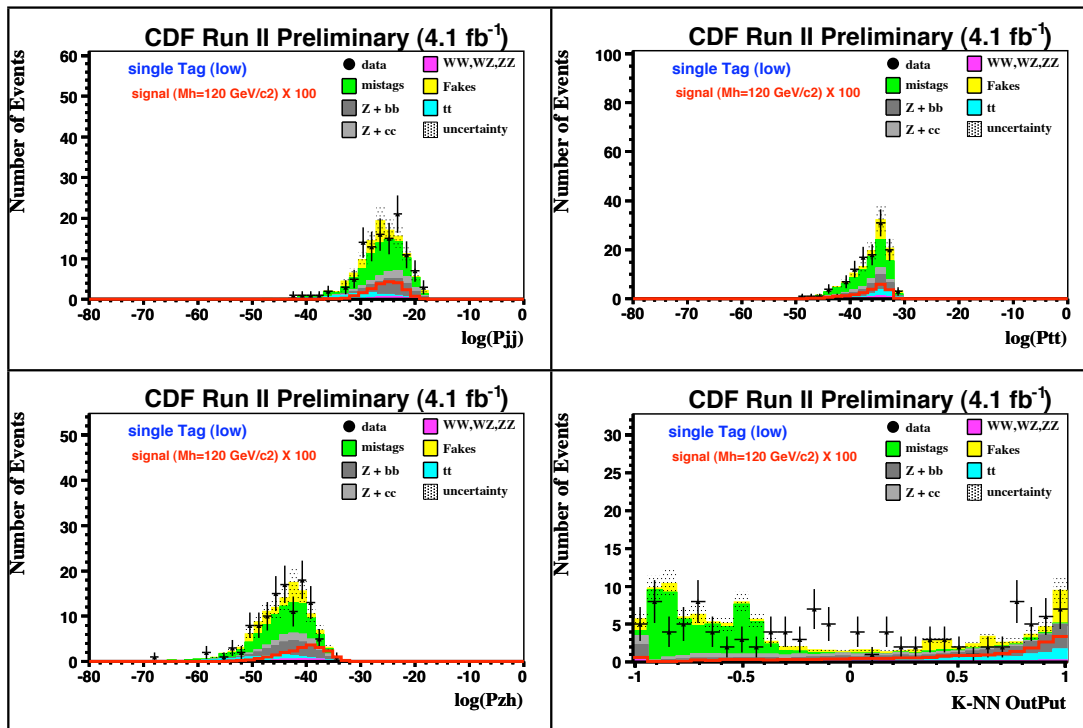 CDF Run II Preliminary (4.1 fb-1)
single Tag (low)
signal (Mh=120 GeV/c2) X 100
data
mistags
Z + bb
Z + cc
WW,WZ,ZZ
Fakes
tt
uncertainty
Number of Events
60
50
40
30
20
10
0
-80 -70 -60 -50 -40 -30 -20 -10 0
log(Pjj)
CDF Run II Preliminary (4.1 fb-1)
single Tag (low)
signal (Mh=120 GeV/c2) X 100
data
mistags
Z + bb
Z + cc
WW,WZ,ZZ
Fakes
tt
uncertainty
Number of Events
100
80
60
40
20
0
-80 -70 -60 -50 -40 -30 -20 -10 0
log(Ptt)
CDF Run II Preliminary (4.1 fb-1)
single Tag (low)
signal (Mh=120 GeV/c2) X 100
data
mistags
Z + bb
Z + cc
WW,WZ,ZZ
Fakes
tt
uncertainty
Number of Events
50
40
30
20
10
0
-80 -70 -60 -50 -40 -30 -20 -10 0
log(Pzh)
CDF Run II Preliminary (4.1 fb-1)
single Tag (low)
signal (Mh=120 GeV/c2) X 100
data
mistags
Z + bb
Z + cc
WW,WZ,ZZ
Fakes
tt
uncertainty
Number of Events
30
25
20
15
10
5
0
-1 -0.5 0 0.5 1
K-NN OutPut